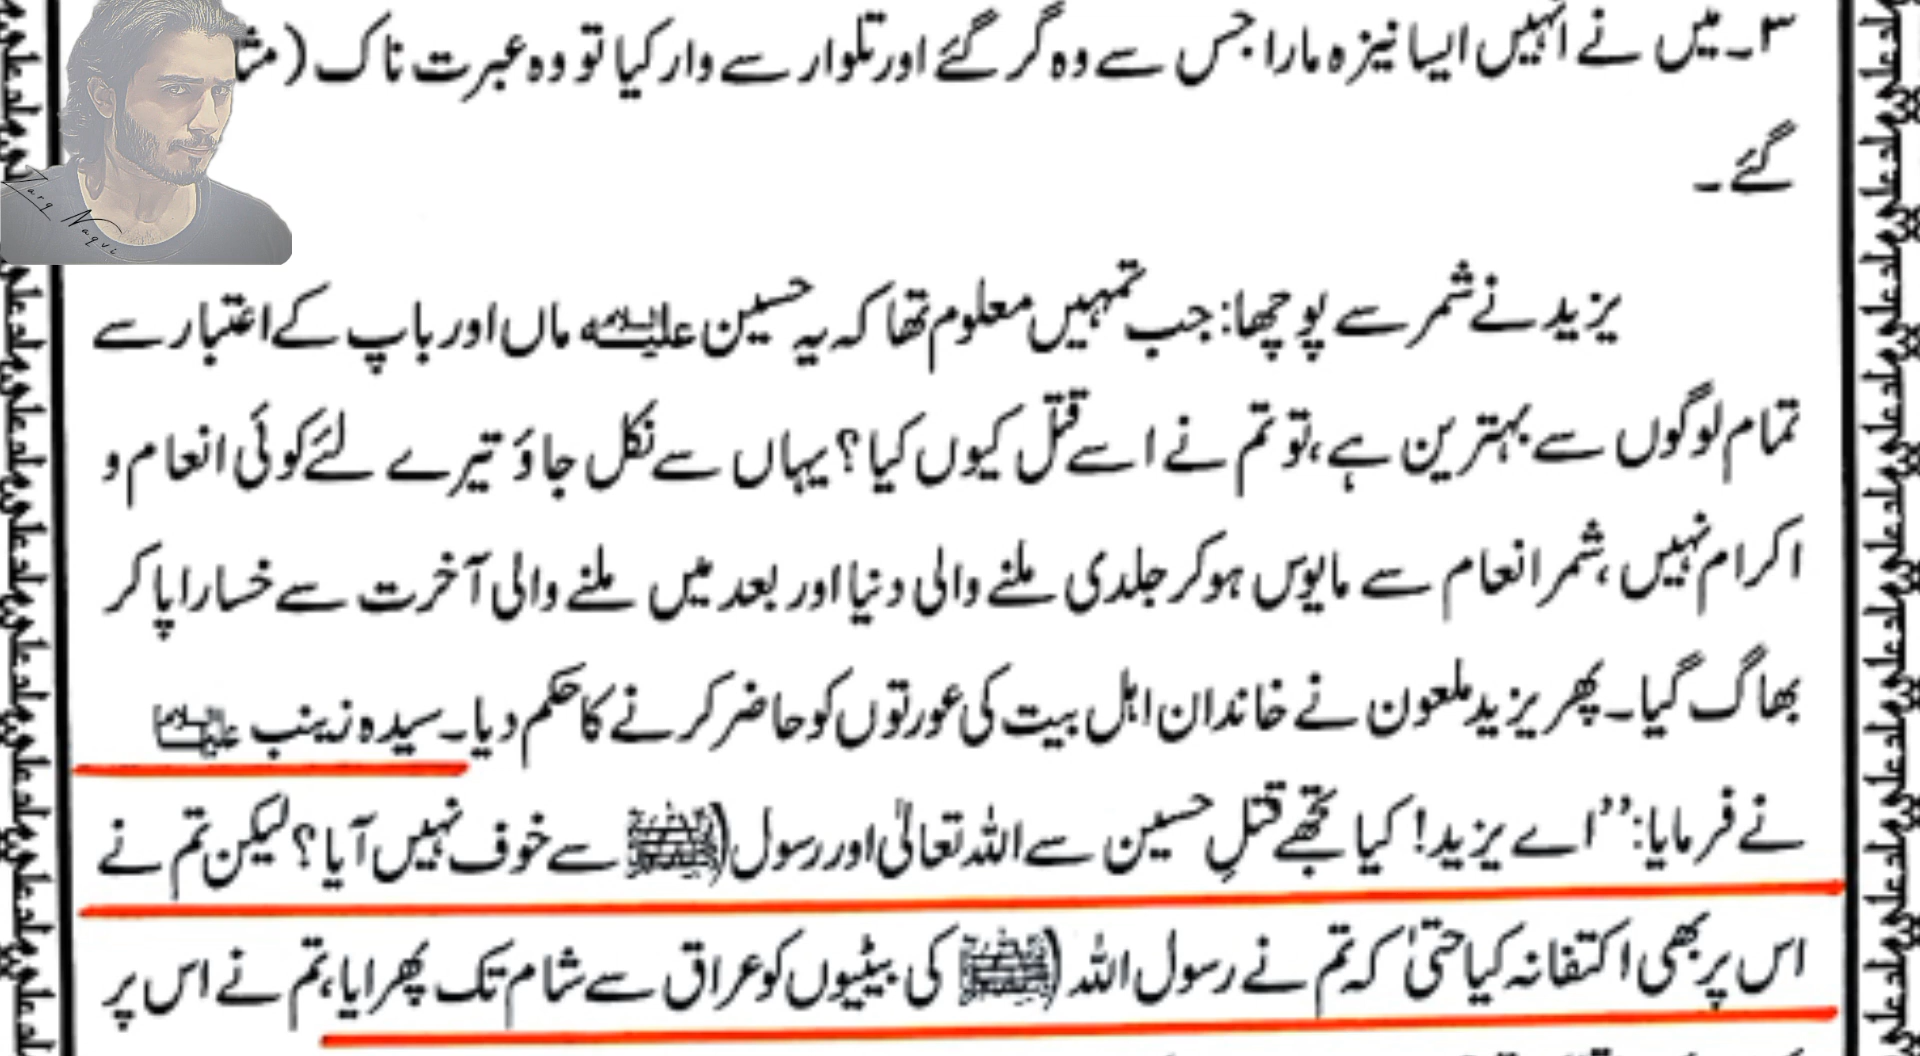 ۳۔ میں نے انہیں ایسا نیزہ مارا جس سے وہ گر گئے اور تلوار سے وار کیا تو وہ عبرت ناک (مثا
گئے۔
یزید نے شمر سے پوچھا: جب تمہیں معلوم تھا کہ یہ حسین علیہ السلام ماں اور باپ کے اعتبار سے
تمام لوگوں سے بہترین ہے، تو تم نے اسے قتل کیوں کیا؟ یہاں سے نکل جاؤ تیرے لئے کوئی انعام و
اکرام نہیں، شمر انعام سے مایوس ہو کر جلدی ملنے والی دنیا اور بعد میں ملنے والی آخرت سے خسارا پا کر
بھاگ گیا۔ پھر یزید ملعون نے خاندان اہل بیت کی عورتوں کو حاضر کرنے کا حکم دیا۔ سیدہ زینب علیہا السلام
نے فرمایا: ’’اے یزید! کیا تجھے قتلِ حسین سے اللہ تعالیٰ اور رسول (ﷺ) سے خوف نہیں آیا؟ لیکن تم نے
اس پر بھی اکتفا نہ کیا حتیٰ کہ تم نے رسول اللہ (ﷺ) کی بیٹیوں کو عراق سے شام تک پھرایا، تم نے اس پر
Zarq Naqvi